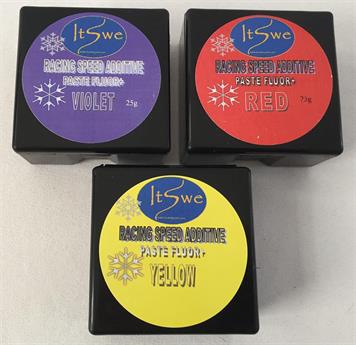 ItSwe
RACING SPEED ADDITIVE
PASTE FLUOR+
VIOLET 25g
ItSwe
RACING SPEED ADDITIVE
PASTE FLUOR+
RED
ItSwe
RACING SPEED ADDITIVE
PASTE FLUOR+
YELLOW